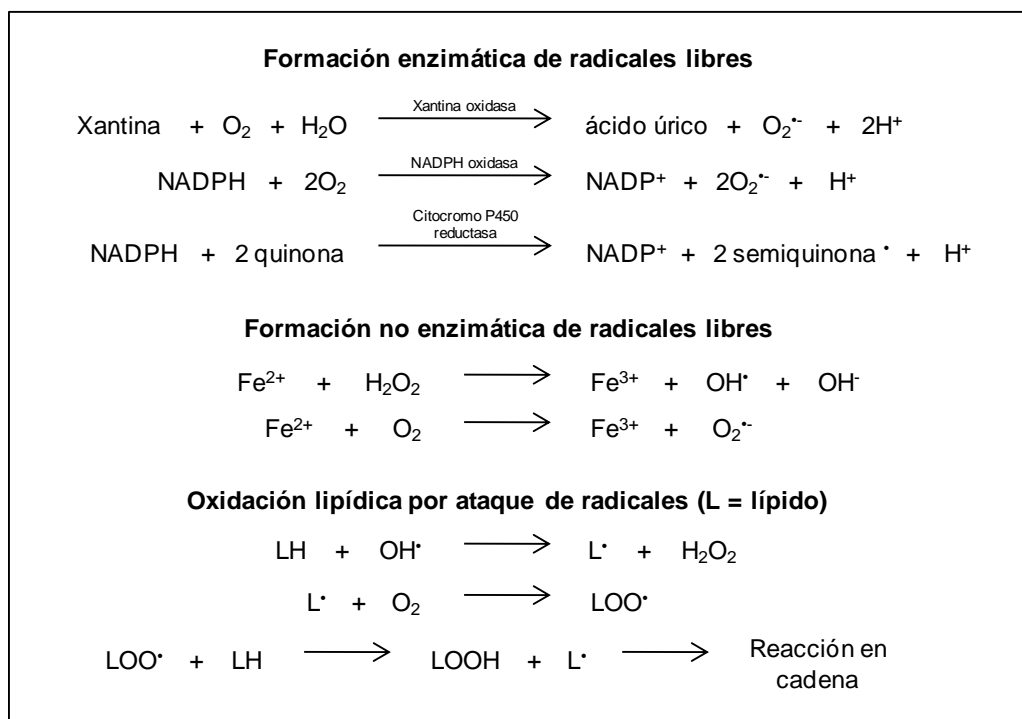 Formación enzimática de radicales libres
Xantina + O₂ + H₂O Xantina oxidasa ⟶ ácido úrico + O₂•⁻ + 2H⁺
NADPH + 2O₂ NADPH oxidasa ⟶ NADP⁺ + 2O₂•⁻ + H⁺
NADPH + 2 quinona Citocromo P450 reductasa ⟶ NADP⁺ + 2 semiquinona • + H⁺
Formación no enzimática de radicales libres
Fe²⁺ + H₂O₂ ⟶ Fe³⁺ + OH• + OH⁻
Fe²⁺ + O₂ ⟶ Fe³⁺ + O₂•⁻
Oxidación lipídica por ataque de radicales (L = lípido)
LH + OH• ⟶ L• + H₂O₂
L• + O₂ ⟶ LOO•
LOO• + LH ⟶ LOOH + L• ⟶ Reacción en cadena